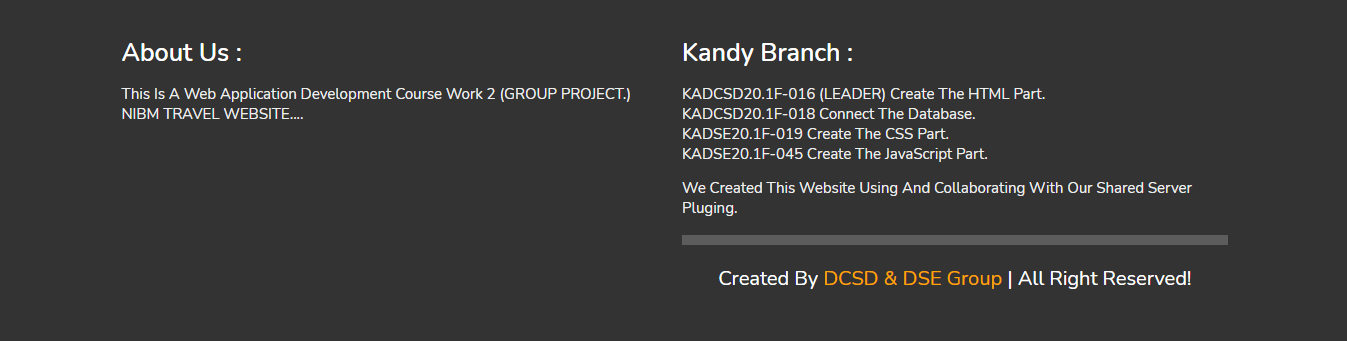 About Us :
This Is A Web Application Development Course Work 2 (GROUP PROJECT.)
NIBM TRAVEL WEBSITE....
Kandy Branch :
KADCSD20.1F-016 (LEADER) Create The HTML Part.
KADCSD20.1F-018 Connect The Database.
KADSE20.1F-019 Create The CSS Part.
KADSE20.1F-045 Create The JavaScript Part.
We Created This Website Using And Collaborating With Our Shared Server
Pluging.
Created By DCSD & DSE Group | All Right Reserved!